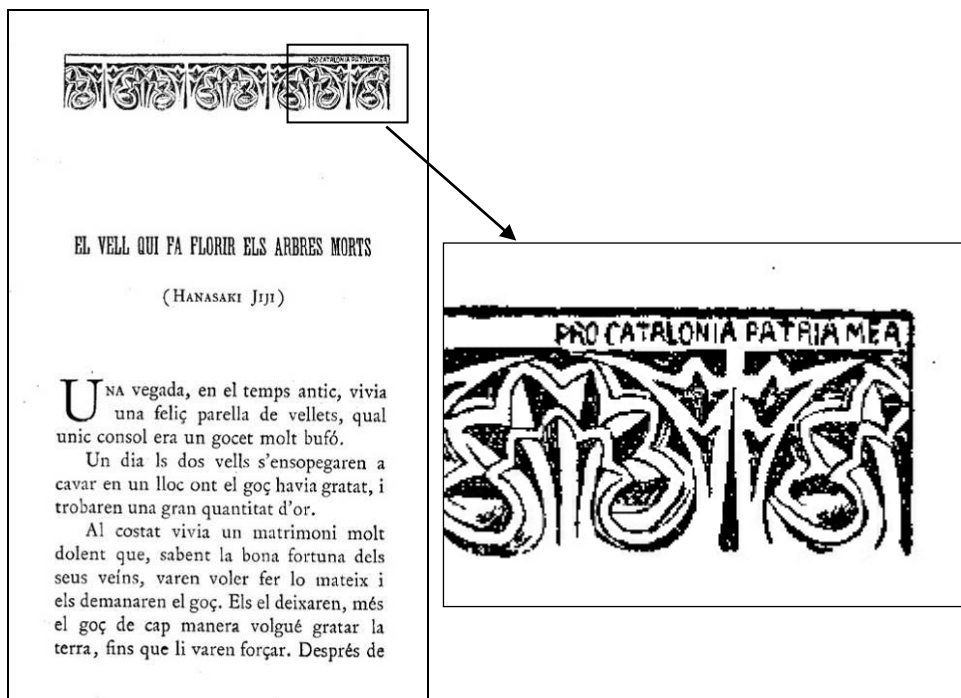 PRO CATALONIA PATRIA MEA
EL VELL QUI FA FLORIR ELS ARBRES MORTS
(HANASAKI JIJI)
UNA vegada, en el temps antic, vivia
una feliç parella de vellets, qual
unic consol era un gocet molt bufó.
Un dia ls dos vells s'ensopegaren a
cavar en un lloc ont el goç havia gratat, i
trobaren una gran quantitat d'or.
Al costat vivia un matrimoni molt
dolent que, sabent la bona fortuna dels
seus veíns, varen voler fer lo mateix i
els demanaren el goç. Els el deixaren, més
el goç de cap manera volgué gratar la
terra, fins que li varen forçar. Després de
PRO CATALONIA PATRIA MEA